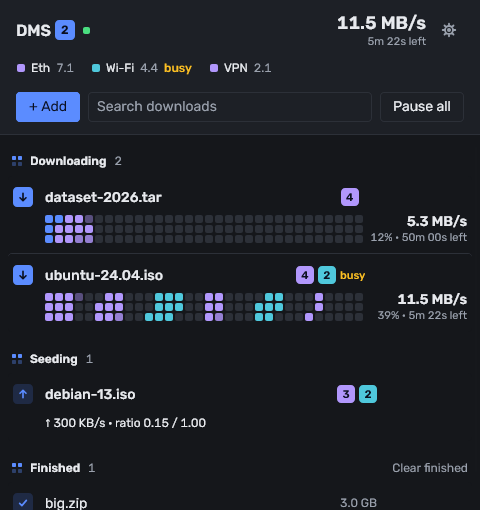 DMS 2
11.5 MB/s
5m 22s left
Eth 7.1 Wi-Fi 4.4 busy VPN 2.1
+ Add Search downloads Pause all
Downloading 2
dataset-2026.tar 4
5.3 MB/s
12% • 50m 00s left
ubuntu-24.04.iso 4 2 busy
11.5 MB/s
39% • 5m 22s left
Seeding 1
debian-13.iso 3 2
↑ 300 KB/s • ratio 0.15 / 1.00
Finished 1 Clear finished
big.zip 3.0 GB